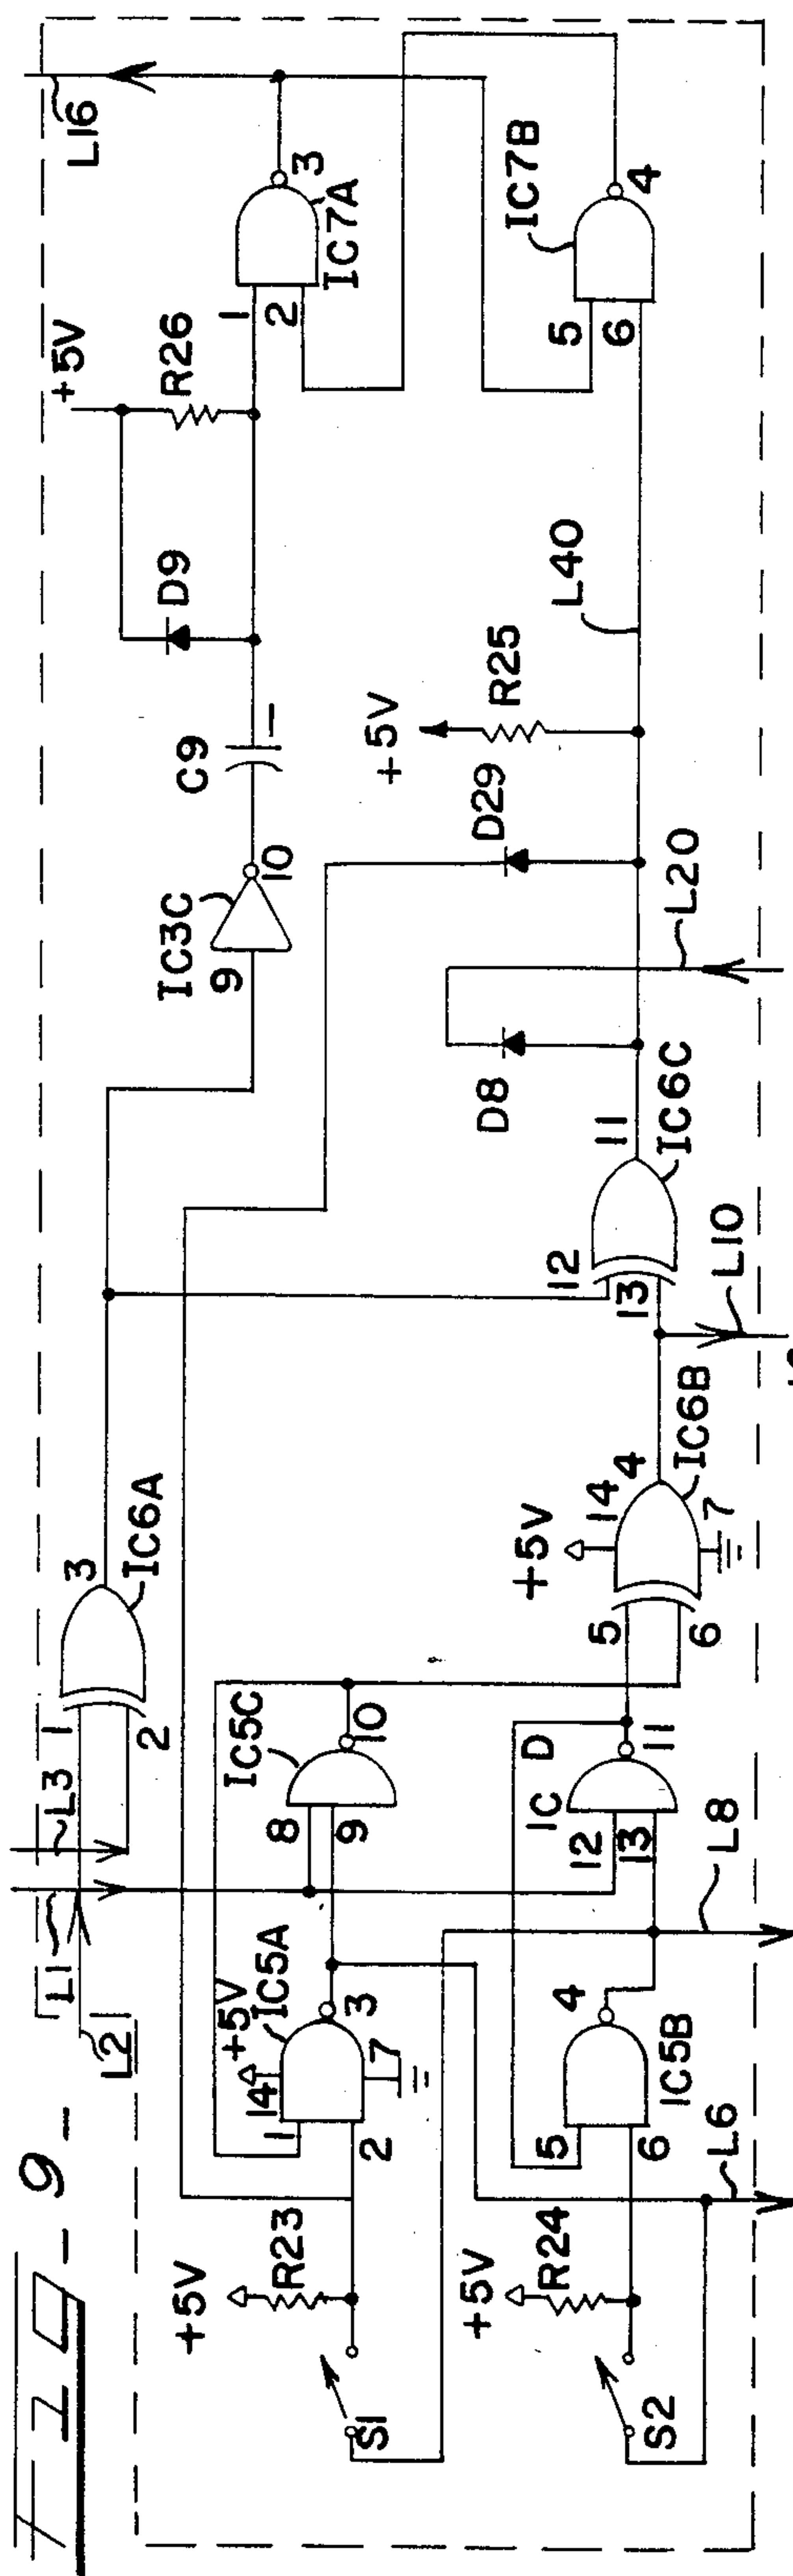 Fig-9-
L16
+5V
R26
1
2
3
IC7A
IC7B
4
5
6
D9
C9
—
L40
+5V
R25
D29
L20
D8
IC3C
9
10
11
IC6C
12
13
L10
3
IC6A
1
2
L3
L1
L2
+5V
14
4
IC6B
7
5
6
IC5C
10
8
9
D
IC
11
12
13
L8
+5V
IC5A
14
3
7
1
2
4
IC5B
5
6
L6
+5V
R23
S1
+5V
R24
S2